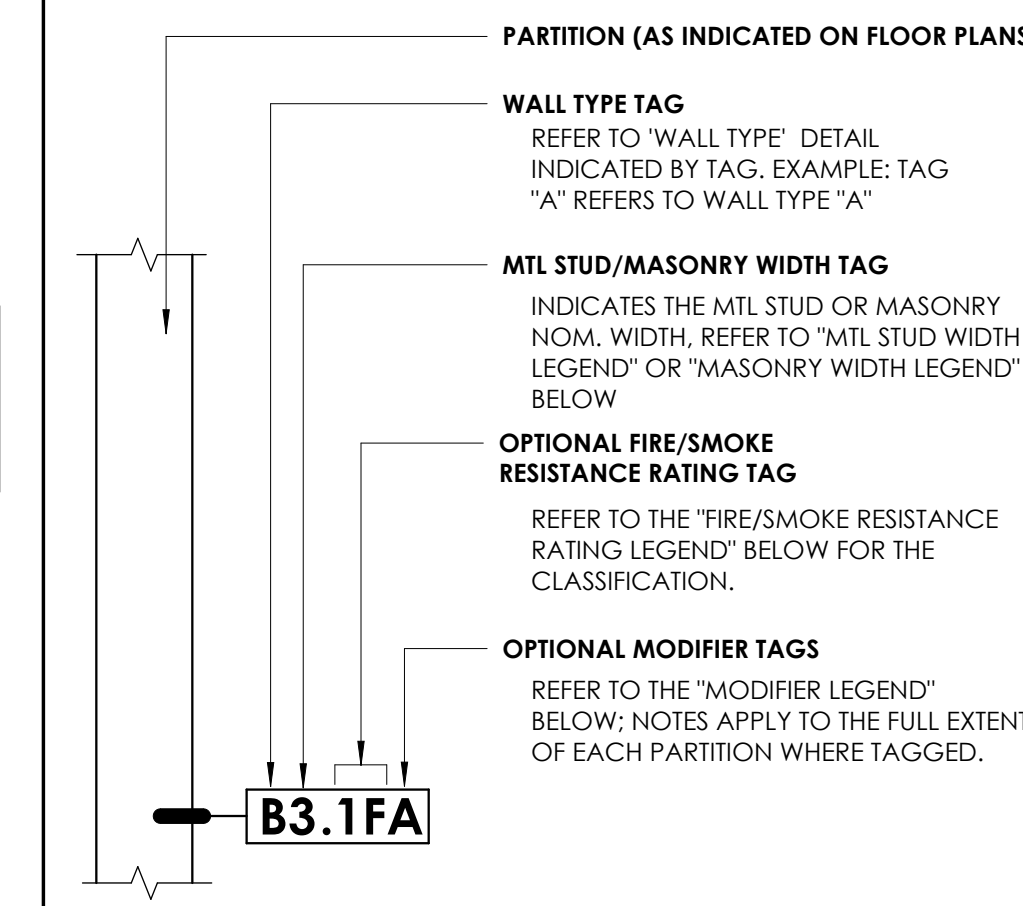 PARTITION (AS INDICATED ON FLOOR PLANS
WALL TYPE TAG
REFER TO 'WALL TYPE' DETAIL
INDICATED BY TAG. EXAMPLE: TAG
"A" REFERS TO WALL TYPE "A"
MTL STUD/MASONRY WIDTH TAG
INDICATES THE MTL STUD OR MASONRY
NOM. WIDTH, REFER TO "MTL STUD WIDTH
LEGEND" OR "MASONRY WIDTH LEGEND"
BELOW
OPTIONAL FIRE/SMOKE
RESISTANCE RATING TAG
REFER TO THE "FIRE/SMOKE RESISTANCE
RATING LEGEND" BELOW FOR THE
CLASSIFICATION.
OPTIONAL MODIFIER TAGS
REFER TO THE "MODIFIER LEGEND"
BELOW; NOTES APPLY TO THE FULL EXTENT
OF EACH PARTITION WHERE TAGGED.
B3.1FA